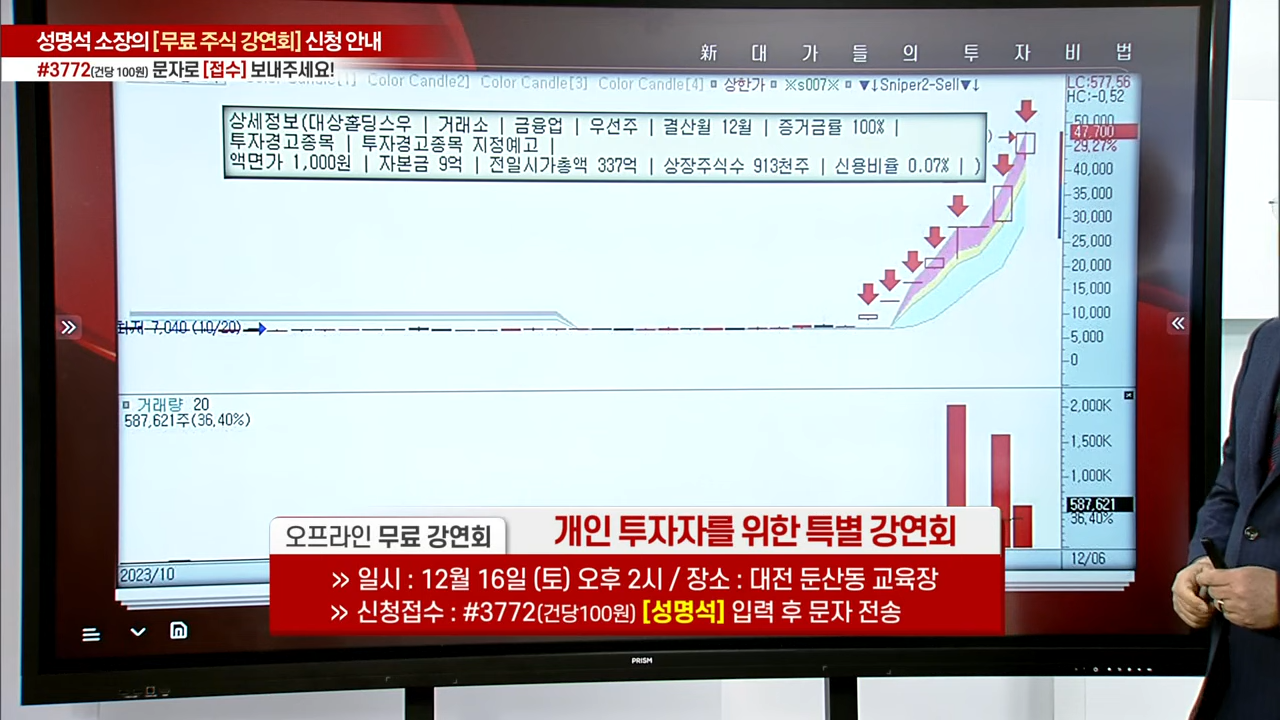 성명석 소장의 [무료 주식 강연회] 신청 안내
#3772(건당 100원) 문자로 [접수] 보내주세요!
新 대 가 들 의 투 자 비 법
Color Candle2] Color Candle[3] Color Candle[4] 상한가 ※s007※ ▼↓Sniper2-Sell▼↓
LC:577.56
HC:-0.52
상세정보(대상홀딩스우 | 거래소 | 금융업 | 우선주 | 결산월 12월 | 증거금률 100% |
투자경고종목 | 투자경고종목 지정예고 |
액면가 1,000원 | 자본금 9억 | 전일시가총액 337억 | 상장주식수 913천주 | 신용비율 0.07% | )
50,000
47,700
29.27%
40,000
35,000
30,000
25,000
20,000
15,000
10,000
5,000
0
최저 7,040 (10/20)
거래량 20
587,621주(36.40%)
2,000K
1,500K
1,000K
587,621
36.40%
2023/10
12/06
오프라인 무료 강연회
개인 투자자를 위한 특별 강연회
» 일시 : 12월 16일 (토) 오후 2시 / 장소 : 대전 둔산동 교육장
» 신청접수 : #3772(건당100원) [성명석] 입력 후 문자 전송
PRISM